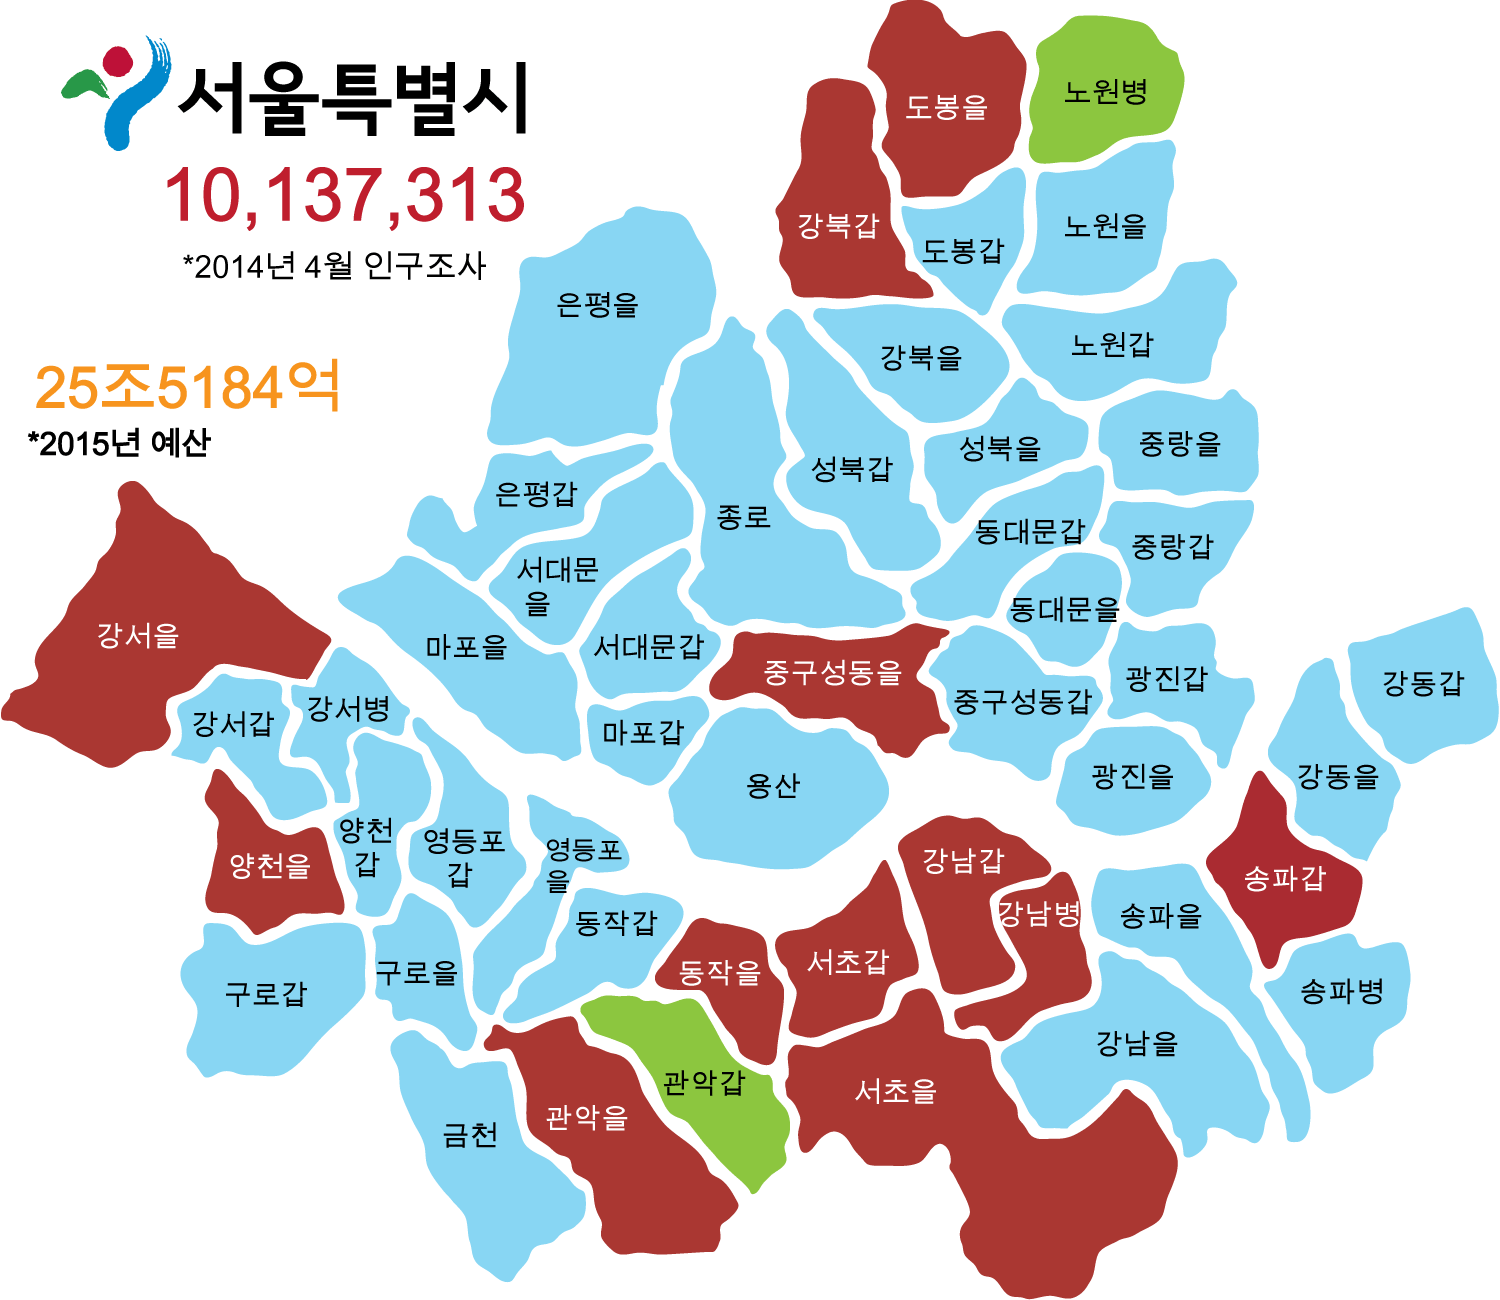 서울특별시
10,137,313
*2014년 4월 인구조사
25조5184억
*2015년 예산
도봉을
노원병
강북갑
도봉갑
노원을
은평을
강북을
노원갑
성북을
중랑을
성북갑
은평갑
종로
동대문갑
중랑갑
서대문
을
동대문을
강서을
마포을
서대문갑
중구성동을
중구성동갑
광진갑
강동갑
강서갑
강서병
마포갑
용산
광진을
강동을
양천
갑
영등포
갑
영등포
을
양천을
강남갑
송파갑
강남병
송파을
동작갑
구로갑
구로을
동작을
서초갑
송파병
강남을
관악갑
서초을
관악을
금천